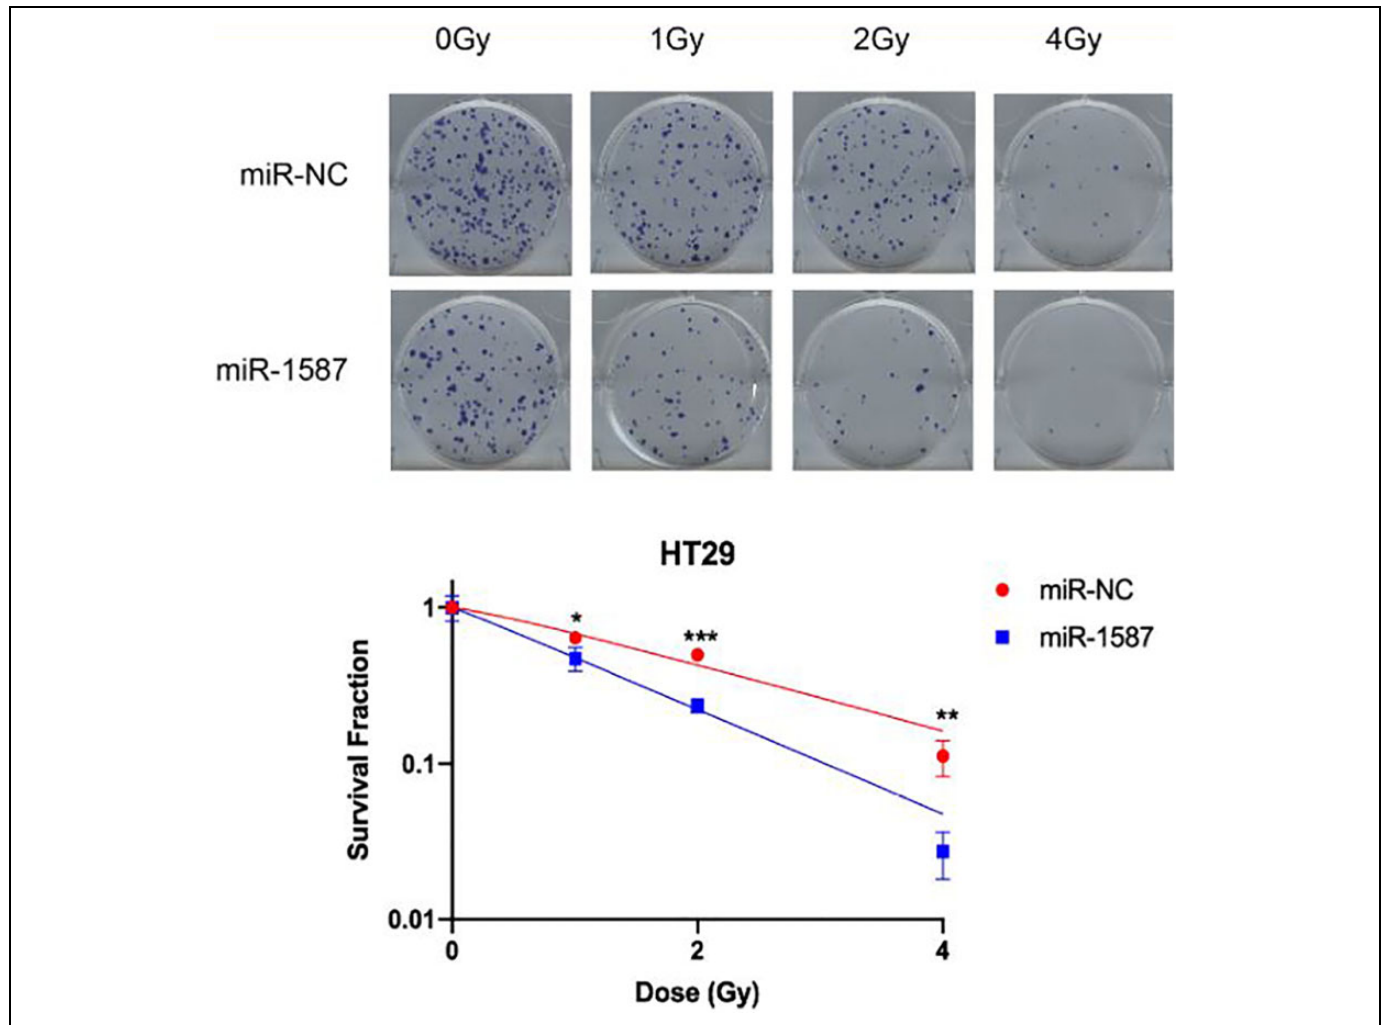 0Gy 1Gy 2Gy 4Gy
miR-NC
miR-1587
HT29
miR-NC
miR-1587
Survival Fraction
1
0.1
0.01
*
***
**
0 2 4
Dose (Gy)